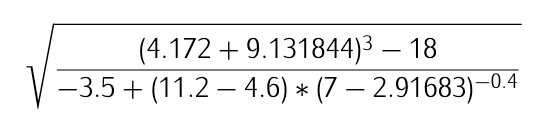 √
(4.172 + 9.131844)³ − 18
−3.5 + (11.2 − 4.6) ∗ (7 − 2.91683)⁻⁰·⁴